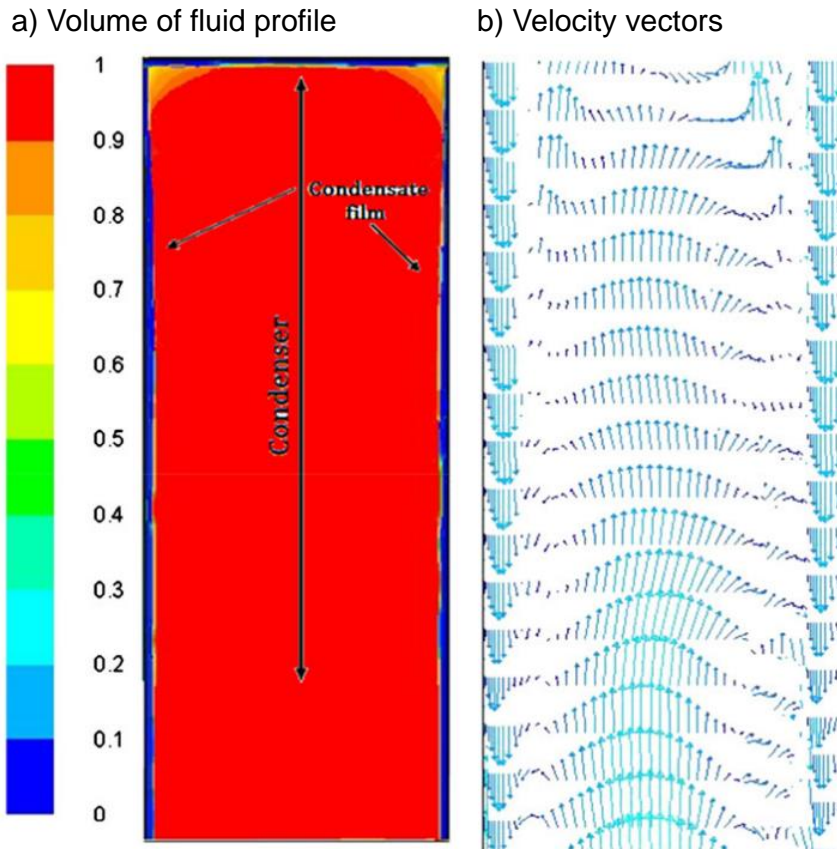 a) Volume of fluid profile
b) Velocity vectors
1
0.9
0.8
0.7
0.6
0.5
0.4
0.3
0.2
0.1
0
Condensate
film
Condenser